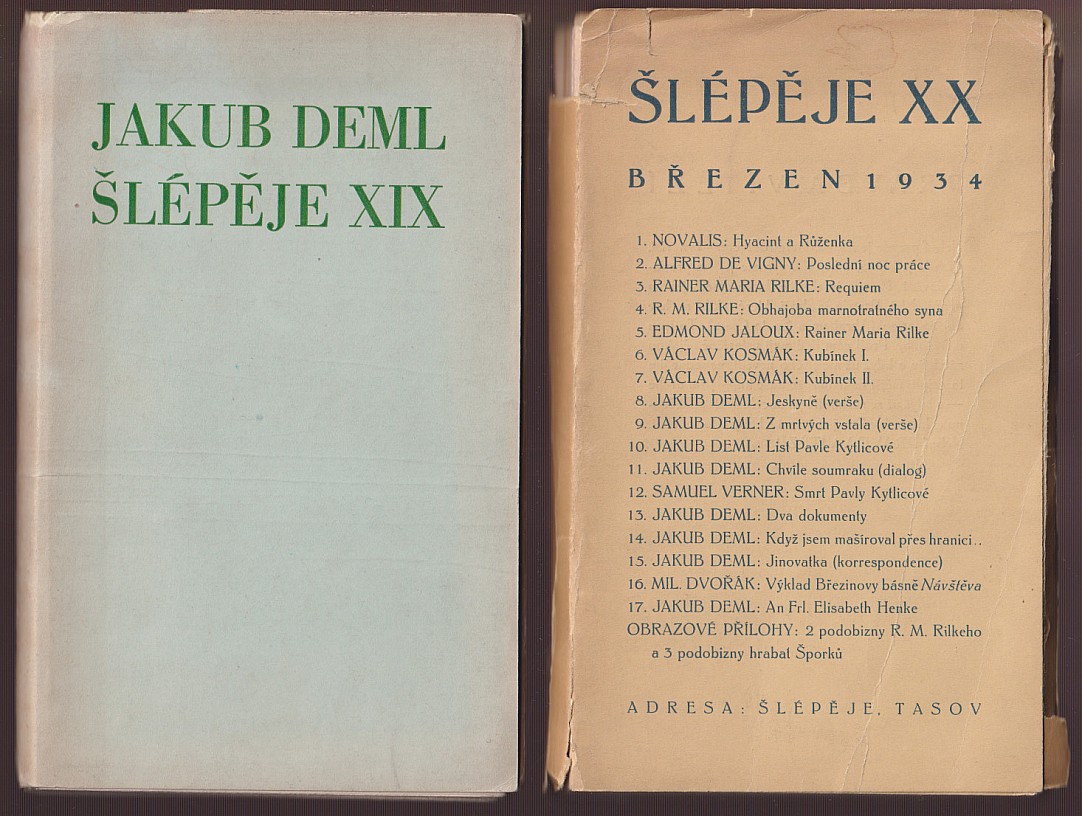 JAKUB DEML
ŠLÉPĚJE XIX
ŠLÉPĚJE XX
BŘEZEN 1934
1. NOVALIS: Hyacint a Růženka
2. ALFRED DE VIGNY: Poslední noc práce
3. RAINER MARIA RILKE: Requiem
4. R. M. RILKE: Obhajoba marnotratného syna
5. EDMOND JALOUX: Rainer Maria Rilke
6. VÁCLAV KOSMÁK: Kubínek I.
7. VÁCLAV KOSMÁK: Kubínek II.
8. JAKUB DEML: Jeskyně (verše)
9. JAKUB DEML: Z mrtvých vstala (verše)
10. JAKUB DEML: List Pavle Kytlicové
11. JAKUB DEML: Chvíle soumraku (dialog)
12. SAMUEL VERNER: Smrt Pavly Kytlicové
13. JAKUB DEML: Dva dokumenty
14. JAKUB DEML: Když jsem mašíroval přes hranici..
15. JAKUB DEML: Jinovatka (korrespondence)
16. MIL. DVOŘÁK: Výklad Březinovy básně Návštěva
17. JAKUB DEML: An Frl. Elisabeth Henke
OBRAZOVÉ PŘÍLOHY: 2 podobizny R. M. Rilkeho
a 3 podobizny hrabat Šporků
ADRESA: ŠLÉPĚJE, TASOV